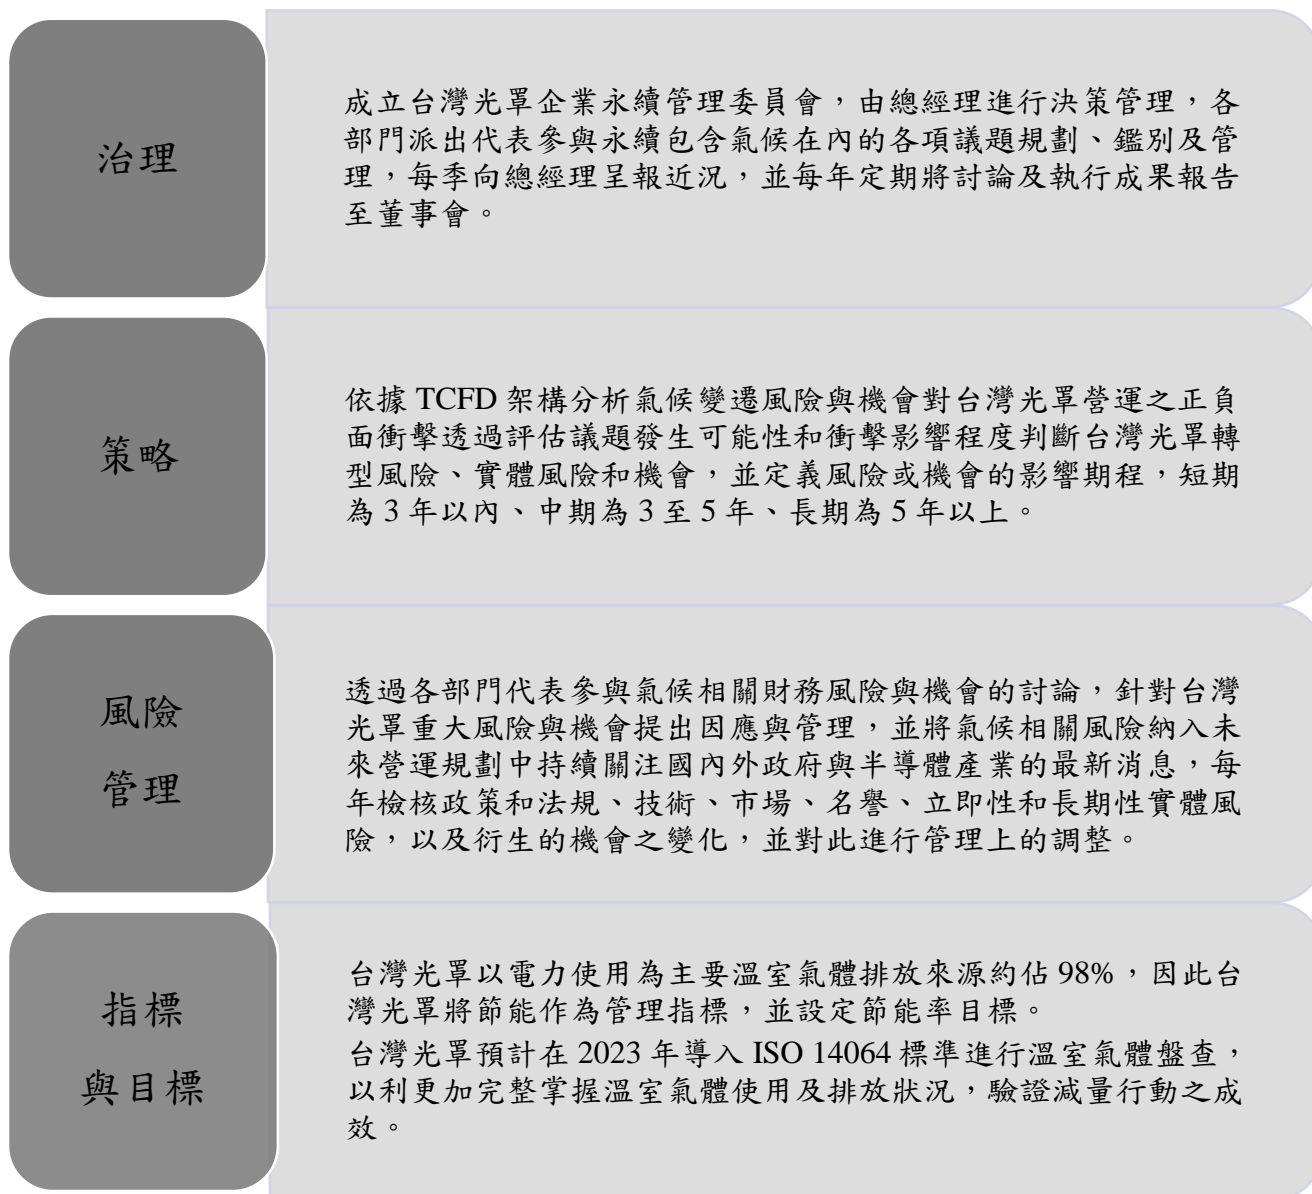 治理
成立台灣光罩企業永續管理委員會，由總經理進行決策管理，各
部門派出代表參與永續包含氣候在內的各項議題規劃、鑑別及管
理，每季向總經理呈報近況，並每年定期將討論及執行成果報告
至董事會。
策略
依據 TCFD 架構分析氣候變遷風險與機會對台灣光罩營運之正負
面衝擊透過評估議題發生可能性和衝擊影響程度判斷台灣光罩轉
型風險、實體風險和機會，並定義風險或機會的影響期程，短期
為 3 年以內、中期為 3 至 5 年、長期為 5 年以上。
風險
管理
透過各部門代表參與氣候相關財務風險與機會的討論，針對台灣
光罩重大風險與機會提出因應與管理，並將氣候相關風險納入未
來營運規劃中持續關注國內外政府與半導體產業的最新消息，每
年檢核政策和法規、技術、市場、名譽、立即性和長期性實體風
險，以及衍生的機會之變化，並對此進行管理上的調整。
指標
與目標
台灣光罩以電力使用為主要溫室氣體排放來源約佔 98%，因此台
灣光罩將節能作為管理指標，並設定節能率目標。
台灣光罩預計在 2023 年導入 ISO 14064 標準進行溫室氣體盤查，
以利更加完整掌握溫室氣體使用及排放狀況，驗證減量行動之成
效。